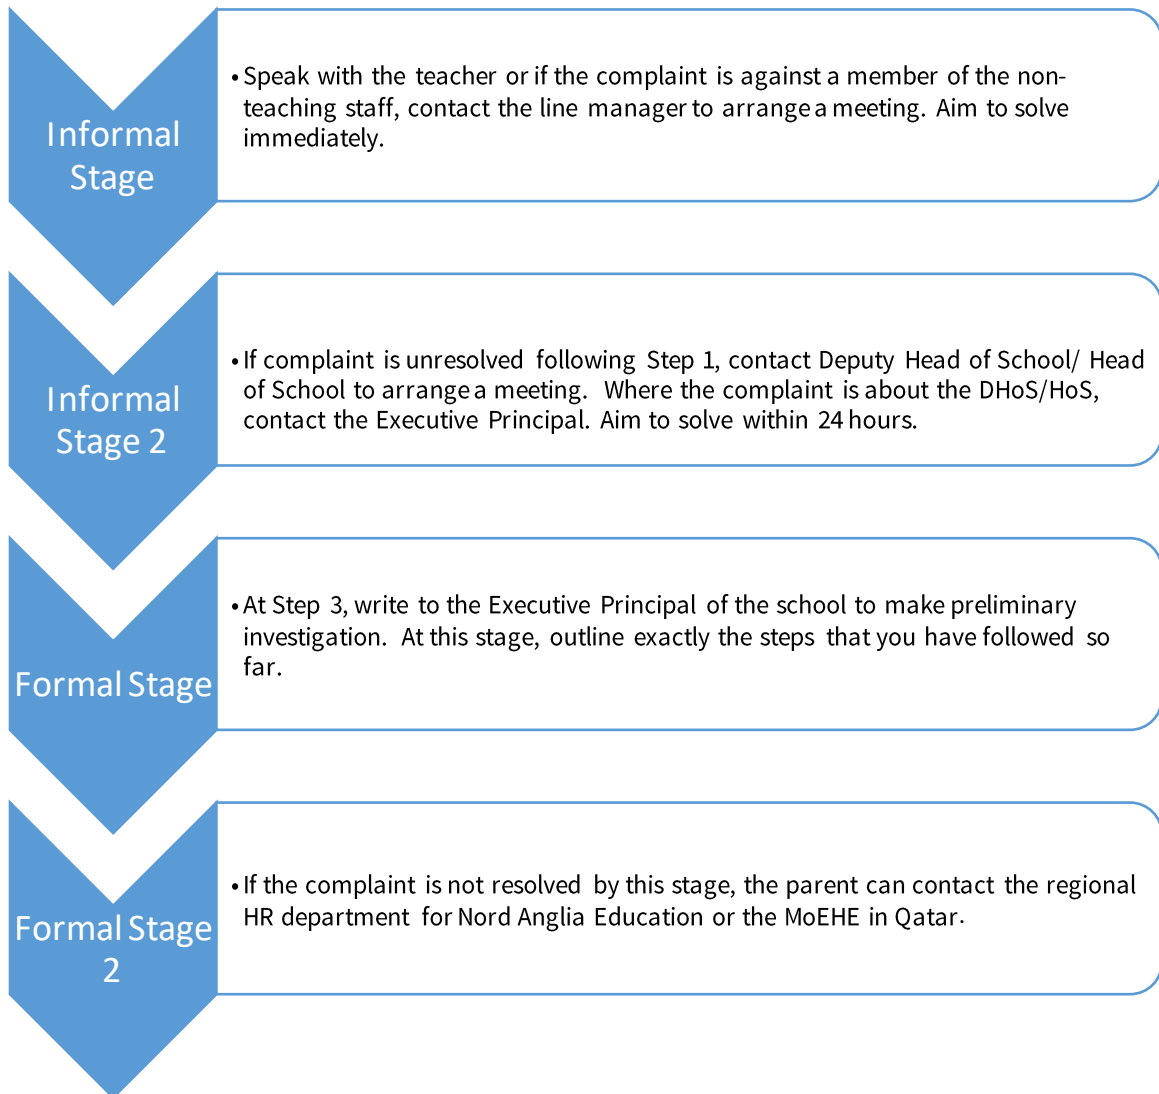 Informal
Stage
• Speak with the teacher or if the complaint is against a member of the non-
teaching staff, contact the line manager to arrange a meeting. Aim to solve
immediately.
Informal
Stage 2
• If complaint is unresolved following Step 1, contact Deputy Head of School/ Head
of School to arrange a meeting. Where the complaint is about the DHoS/HoS,
contact the Executive Principal. Aim to solve within 24 hours.
Formal Stage
• At Step 3, write to the Executive Principal of the school to make preliminary
investigation. At this stage, outline exactly the steps that you have followed so
far.
Formal Stage
2
• If the complaint is not resolved by this stage, the parent can contact the regional
HR department for Nord Anglia Education or the MoEHE in Qatar.